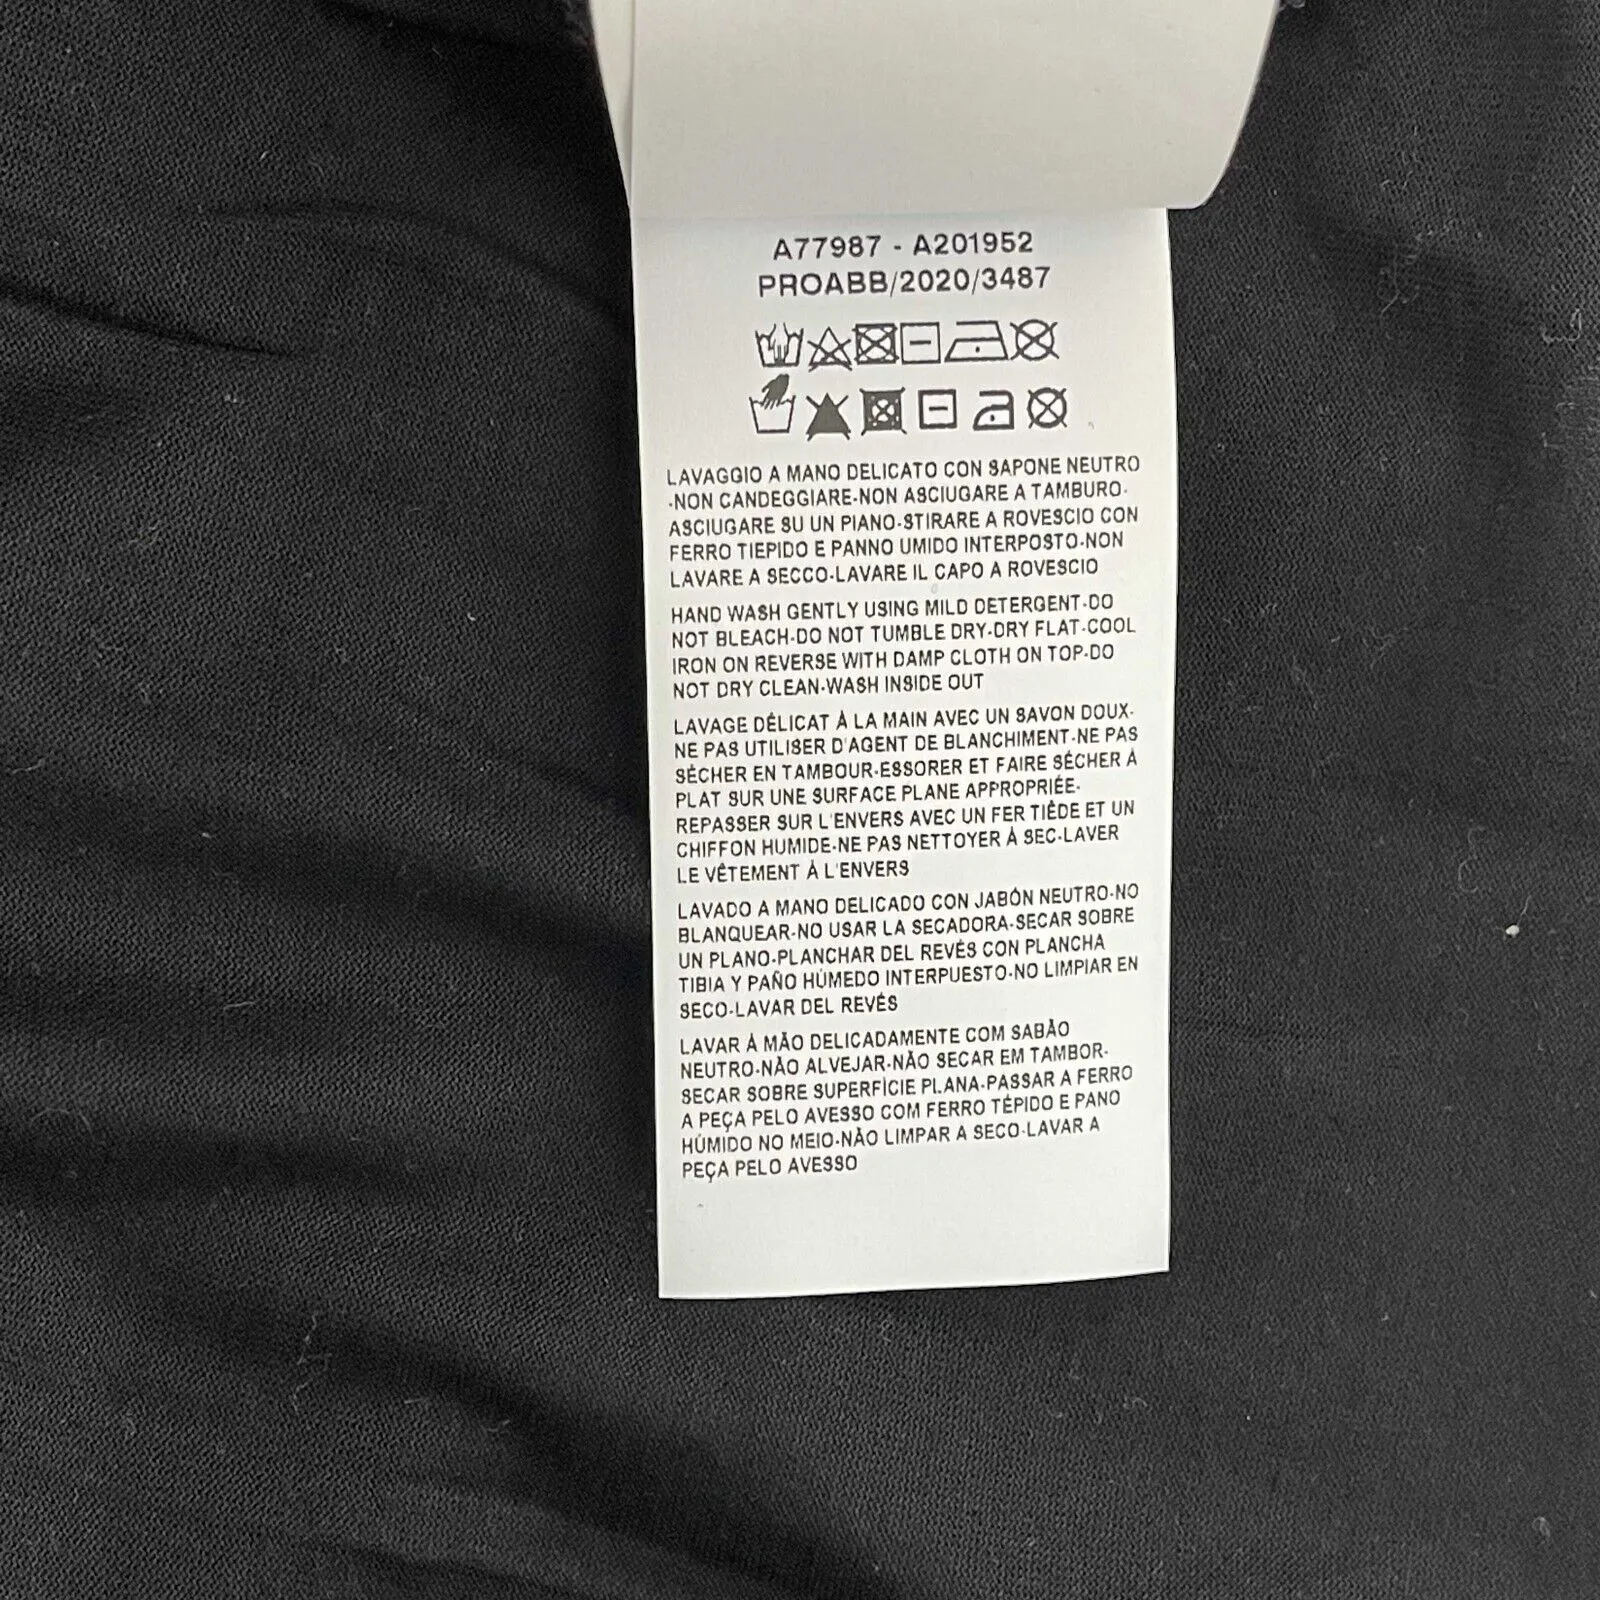 A77987 - A201952
PROABB/2020/3487
LAVAGGIO A MANO DELICATO CON SAPONE NEUTRO
-NON CANDEGGIARE-NON ASCIUGARE A TAMBURO-
ASCIUGARE SU UN PIANO-STIRARE A ROVESCIO CON
FERRO TIEPIDO E PANNO UMIDO INTERPOSTO-NON
LAVARE A SECCO-LAVARE IL CAPO A ROVESCIO
HAND WASH GENTLY USING MILD DETERGENT-DO
NOT BLEACH-DO NOT TUMBLE DRY-DRY FLAT-COOL
IRON ON REVERSE WITH DAMP CLOTH ON TOP-DO
NOT DRY CLEAN-WASH INSIDE OUT
LAVAGE DÉLICAT À LA MAIN AVEC UN SAVON DOUX-
NE PAS UTILISER D'AGENT DE BLANCHIMENT-NE PAS
SÉCHER EN TAMBOUR-ESSORER ET FAIRE SÉCHER À
PLAT SUR UNE SURFACE PLANE APPROPRIÉE-
REPASSER SUR L'ENVERS AVEC UN FER TIÈDE ET UN
CHIFFON HUMIDE-NE PAS NETTOYER À SEC-LAVER
LE VÊTEMENT À L'ENVERS
LAVADO A MANO DELICADO CON JABÓN NEUTRO-NO
BLANQUEAR-NO USAR LA SECADORA-SECAR SOBRE
UN PLANO-PLANCHAR DEL REVÉS CON PLANCHA
TIBIA Y PAÑO HÚMEDO INTERPUESTO-NO LIMPIAR EN
SECO-LAVAR DEL REVÉS
LAVAR À MÃO DELICADAMENTE COM SABÃO
NEUTRO-NÃO ALVEJAR-NÃO SECAR EM TAMBOR-
SECAR SOBRE SUPERFÍCIE PLANA-PASSAR A FERRO
A PEÇA PELO AVESSO COM FERRO TÉPIDO E PANO
HÚMIDO NO MEIO-NÃO LIMPAR A SECO-LAVAR A
PEÇA PELO AVESSO